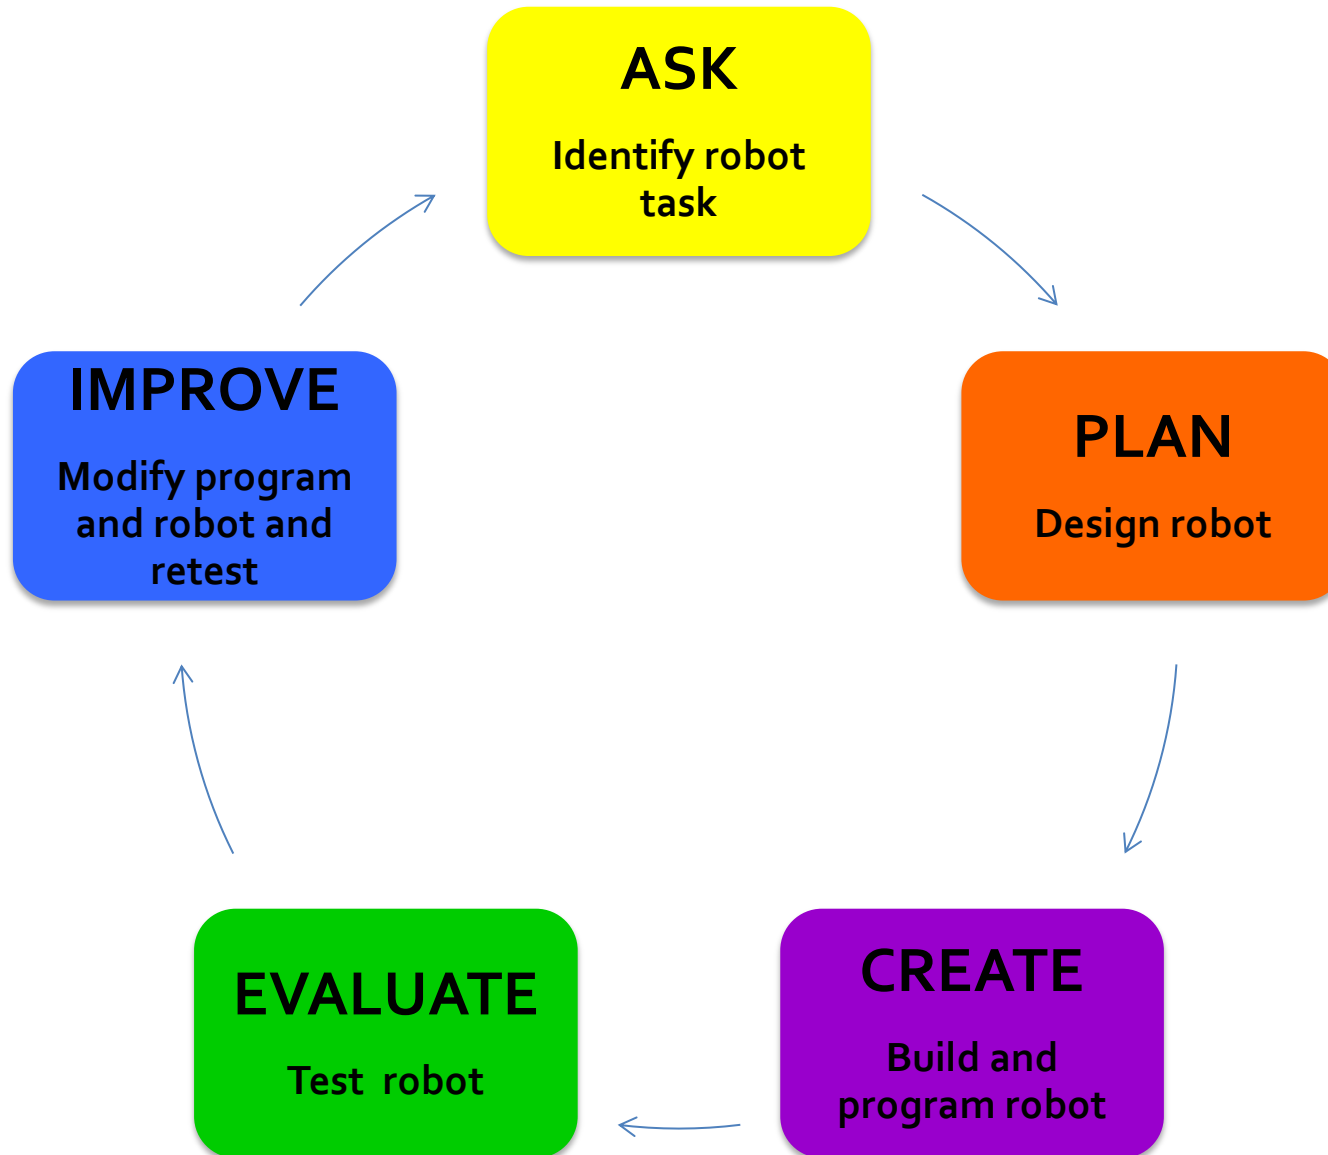 ASK
Identify robot
task
PLAN
Design robot
CREATE
Build and
program robot
EVALUATE
Test  robot
IMPROVE
Modify program
and robot and
retest